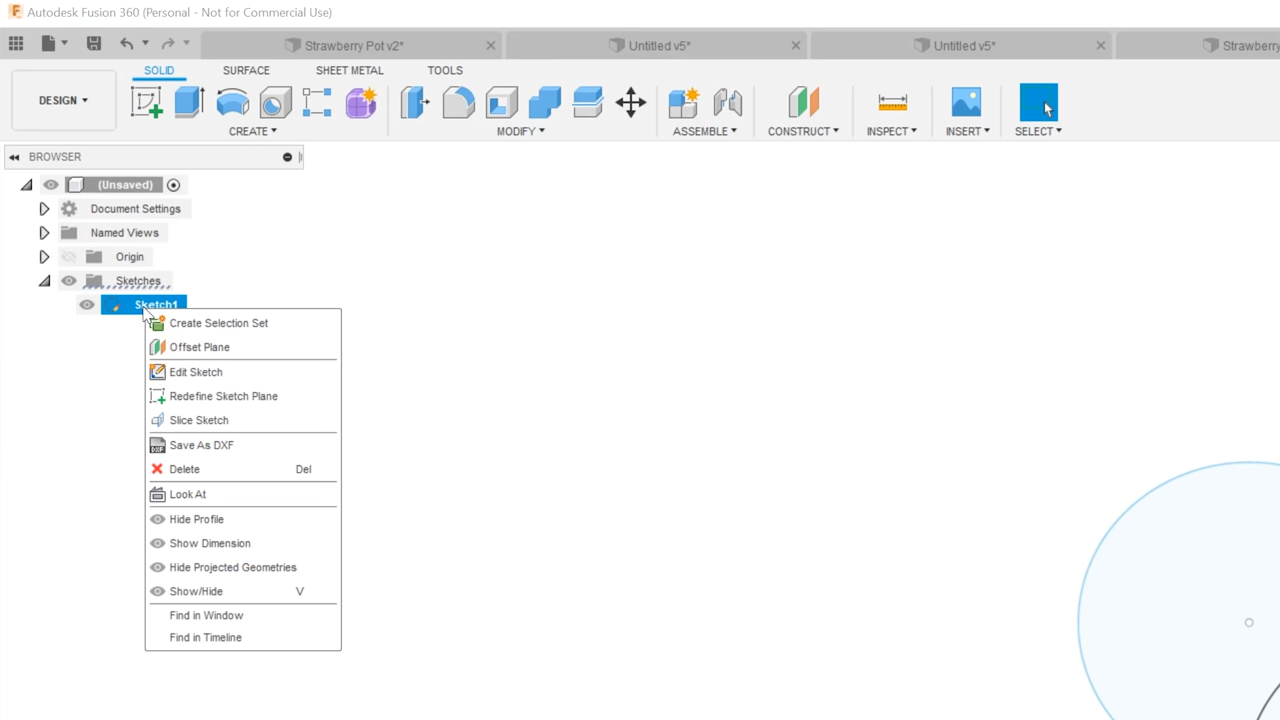 Autodesk Fusion 360 (Personal - Not for Commercial Use)
Strawberry Pot v2* Untitled v5* Untitled v5* Strawberry
DESIGN
SOLID SURFACE SHEET METAL TOOLS
CREATE MODIFY ASSEMBLE CONSTRUCT INSPECT INSERT SELECT
BROWSER
(Unsaved)
Document Settings
Named Views
Origin
Sketches
Sketch1
Create Selection Set
Offset Plane
Edit Sketch
Redefine Sketch Plane
Slice Sketch
Save As DXF
Delete Del
Look At
Hide Profile
Show Dimension
Hide Projected Geometries
Show/Hide V
Find in Window
Find in Timeline